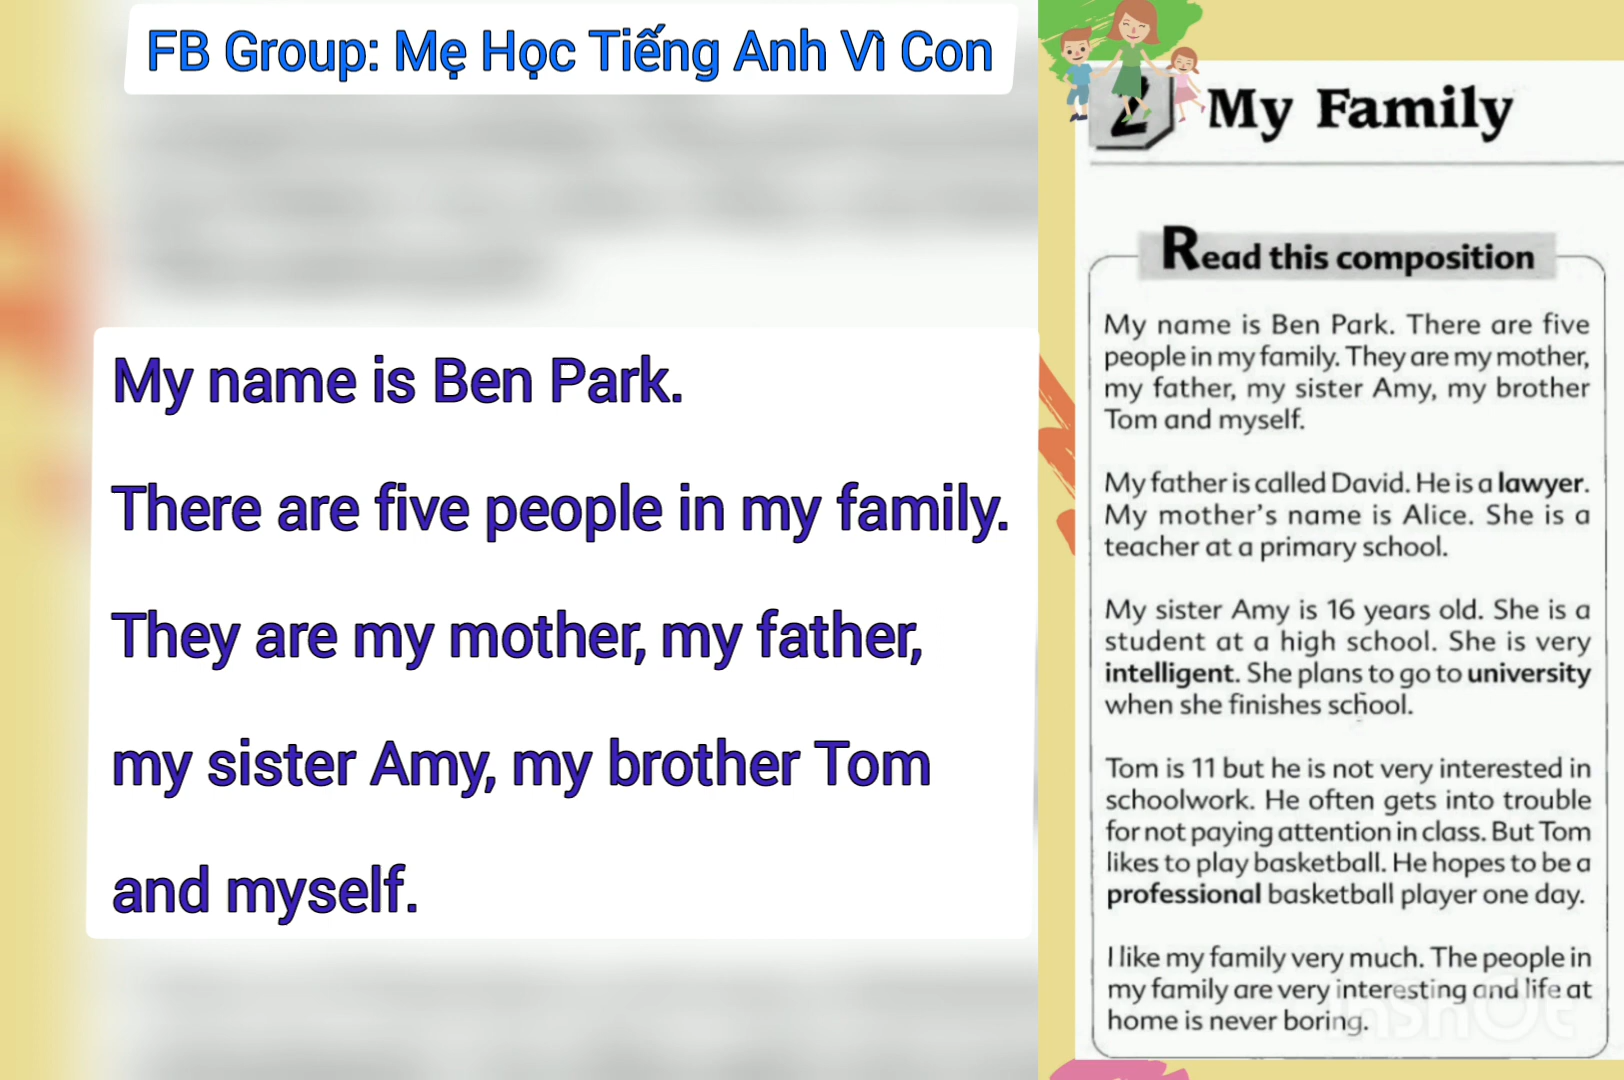 FB Group: Mẹ Học Tiếng Anh Vì Con
My name is Ben Park.
There are five people in my family.
They are my mother, my father,
my sister Amy, my brother Tom
and myself.
2 My Family
Read this composition
My name is Ben Park. There are five
people in my family. They are my mother,
my father, my sister Amy, my brother
Tom and myself.
My father is called David. He is a lawyer.
My mother's name is Alice. She is a
teacher at a primary school.
My sister Amy is 16 years old. She is a
student at a high school. She is very
intelligent. She plans to go to university
when she finishes school.
Tom is 11 but he is not very interested in
schoolwork. He often gets into trouble
for not paying attention in class. But Tom
likes to play basketball. He hopes to be a
professional basketball player one day.
I like my family very much. The people in
my family are very interesting and life at
home is never boring.
InShOt